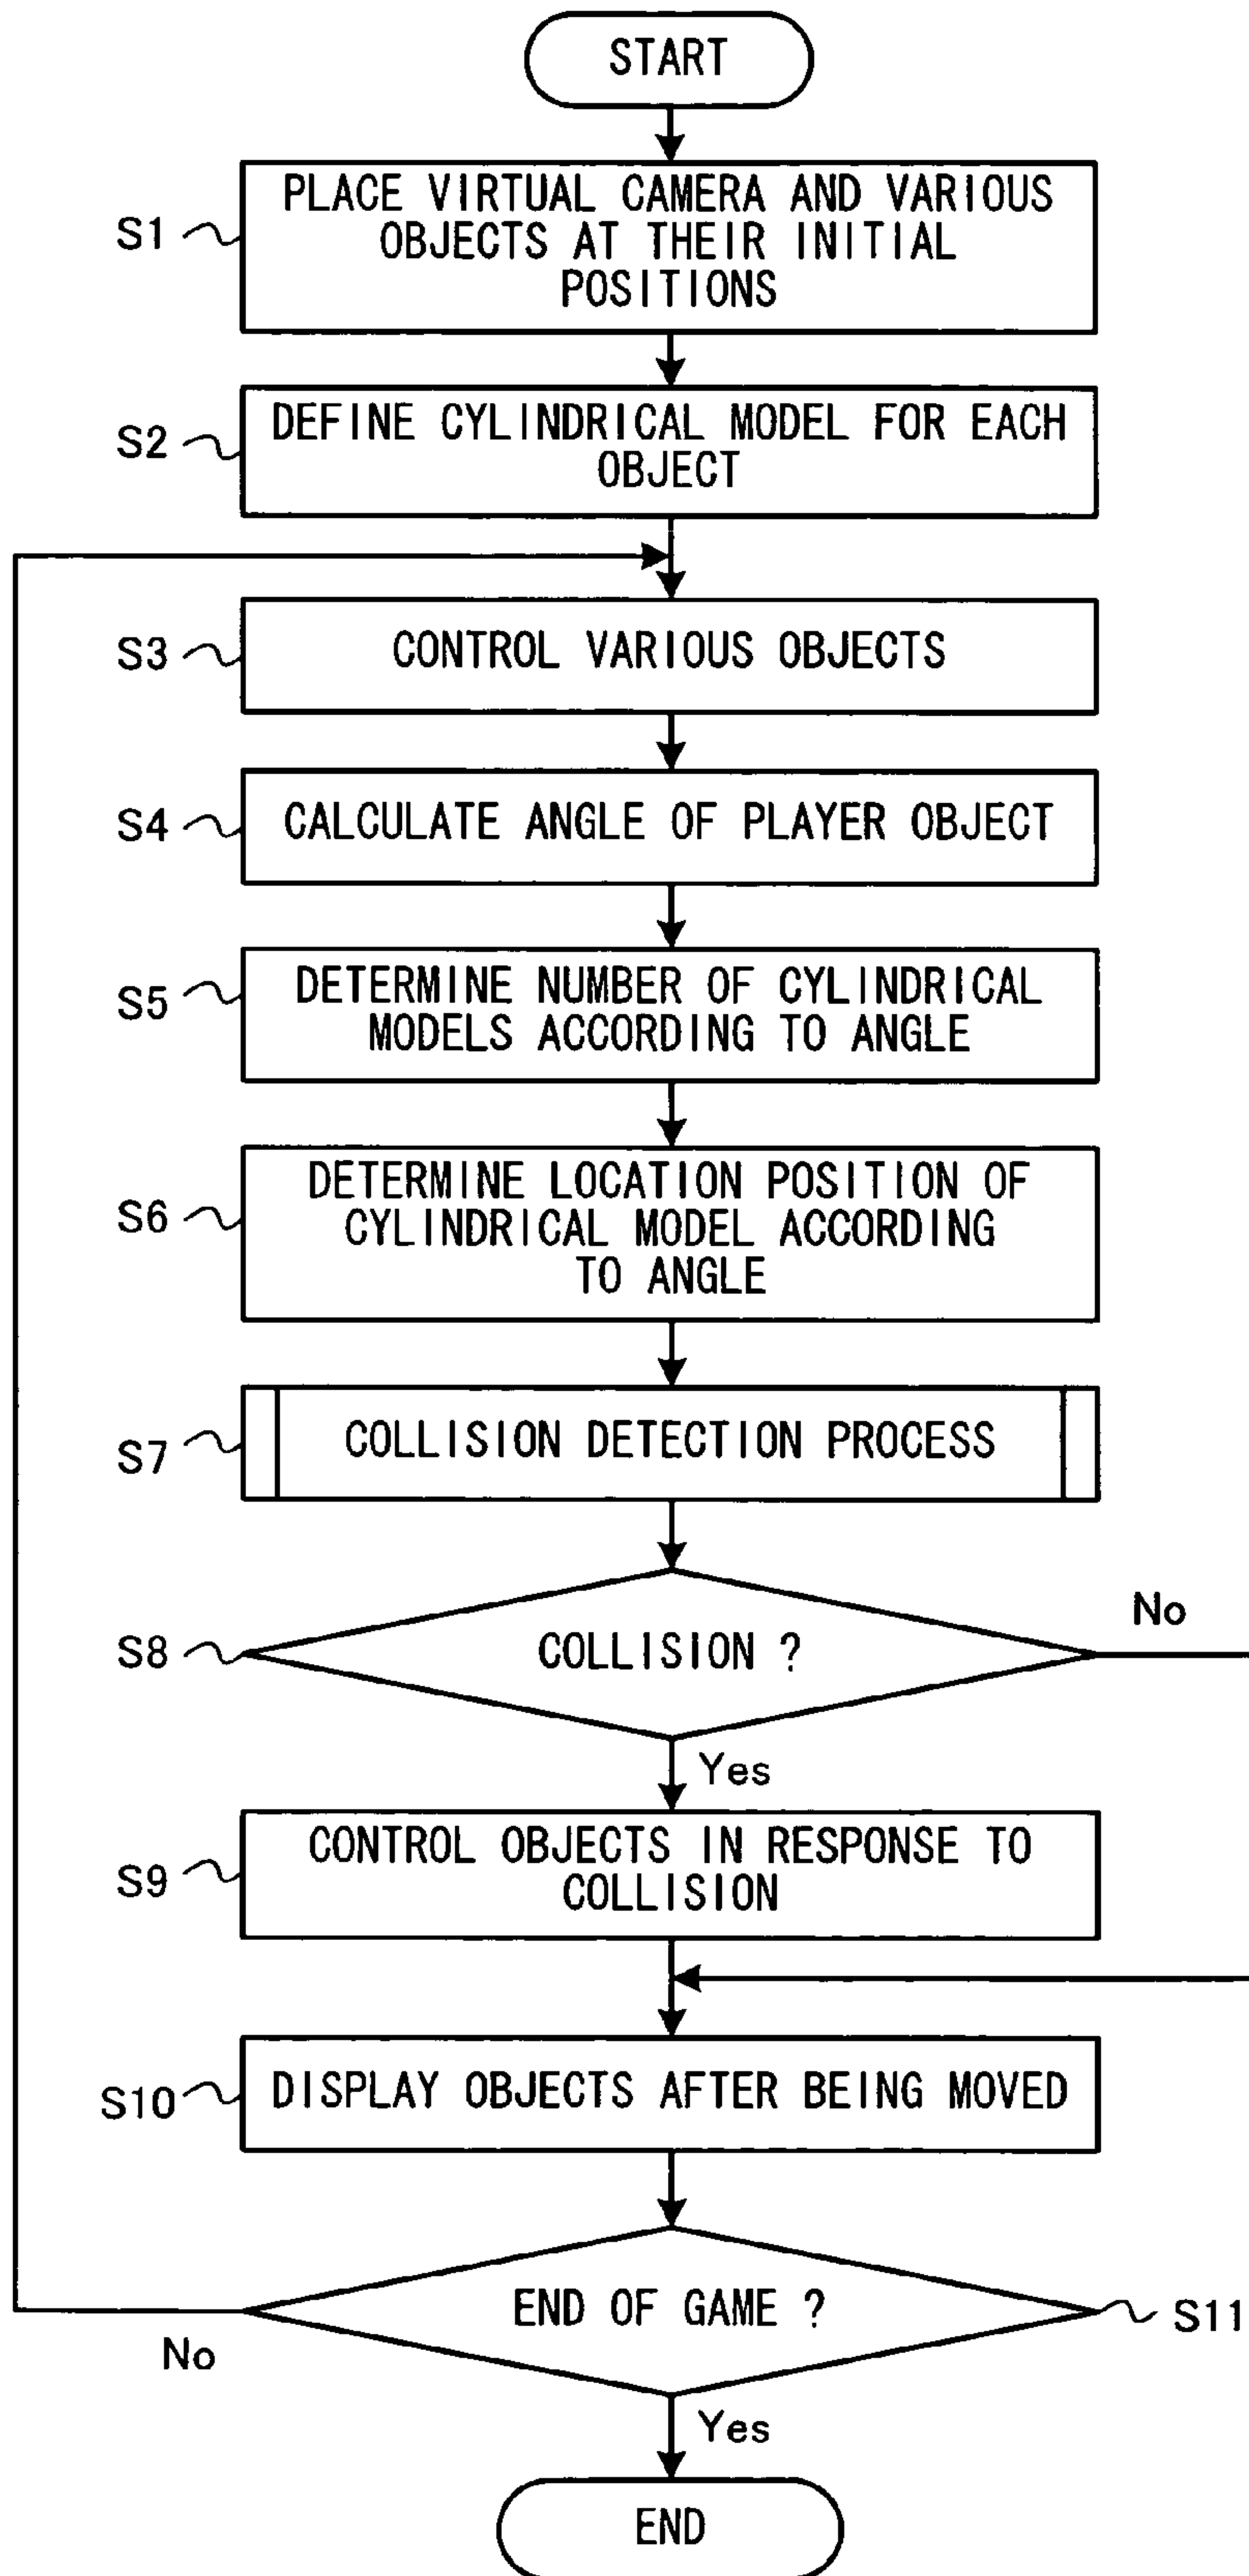 START
S1
PLACE VIRTUAL CAMERA AND VARIOUS
OBJECTS AT THEIR INITIAL
POSITIONS
S2
DEFINE CYLINDRICAL MODEL FOR EACH
OBJECT
S3
CONTROL VARIOUS OBJECTS
S4
CALCULATE ANGLE OF PLAYER OBJECT
S5
DETERMINE NUMBER OF CYLINDRICAL
MODELS ACCORDING TO ANGLE
S6
DETERMINE LOCATION POSITION OF
CYLINDRICAL MODEL ACCORDING
TO ANGLE
S7
COLLISION DETECTION PROCESS
S8
COLLISION ?
No
Yes
S9
CONTROL OBJECTS IN RESPONSE TO
COLLISION
S10
DISPLAY OBJECTS AFTER BEING MOVED
END OF GAME ?
S11
No
Yes
END